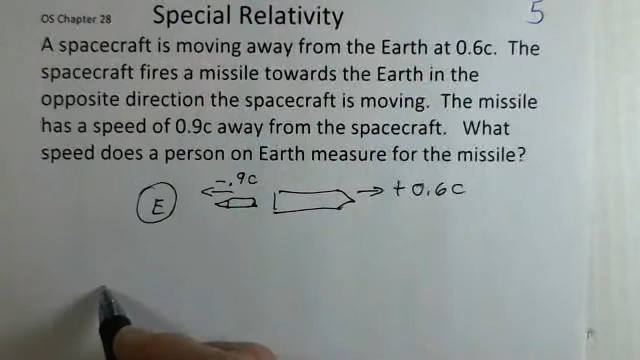 OS Chapter 28 Special Relativity 5
A spacecraft is moving away from the Earth at 0.6c. The
spacecraft fires a missile towards the Earth in the
opposite direction the spacecraft is moving. The missile
has a speed of 0.9c away from the spacecraft. What
speed does a person on Earth measure for the missile?
-.9c
E
+0.6c